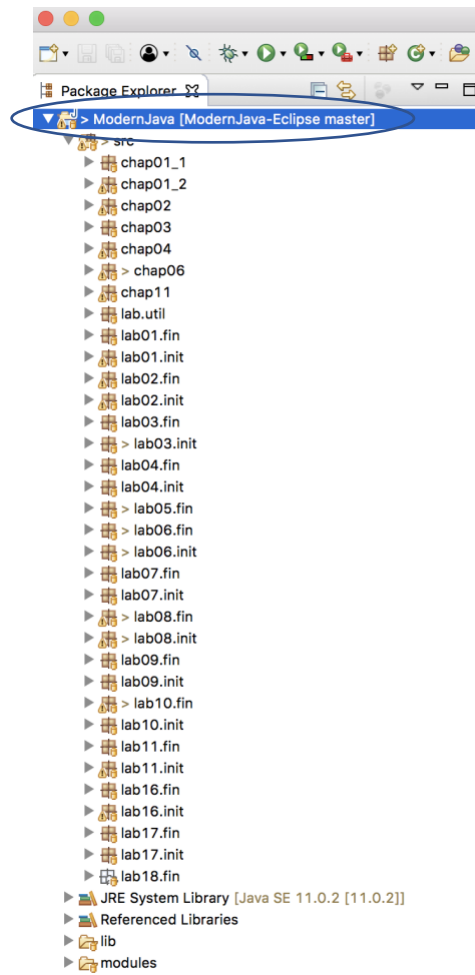 Package Explorer
> ModernJava [ModernJava-Eclipse master]
> src
chap01_1
chap01_2
chap02
chap03
chap04
> chap06
chap11
lab.util
lab01.fin
lab01.init
lab02.fin
lab02.init
lab03.fin
> lab03.init
lab04.fin
lab04.init
> lab05.fin
> lab06.fin
> lab06.init
lab07.fin
lab07.init
> lab08.fin
> lab08.init
lab09.fin
lab09.init
> lab10.fin
lab10.init
lab11.fin
lab11.init
lab16.fin
lab16.init
lab17.fin
lab17.init
lab18.fin
JRE System Library [Java SE 11.0.2 [11.0.2]]
Referenced Libraries
lib
modules